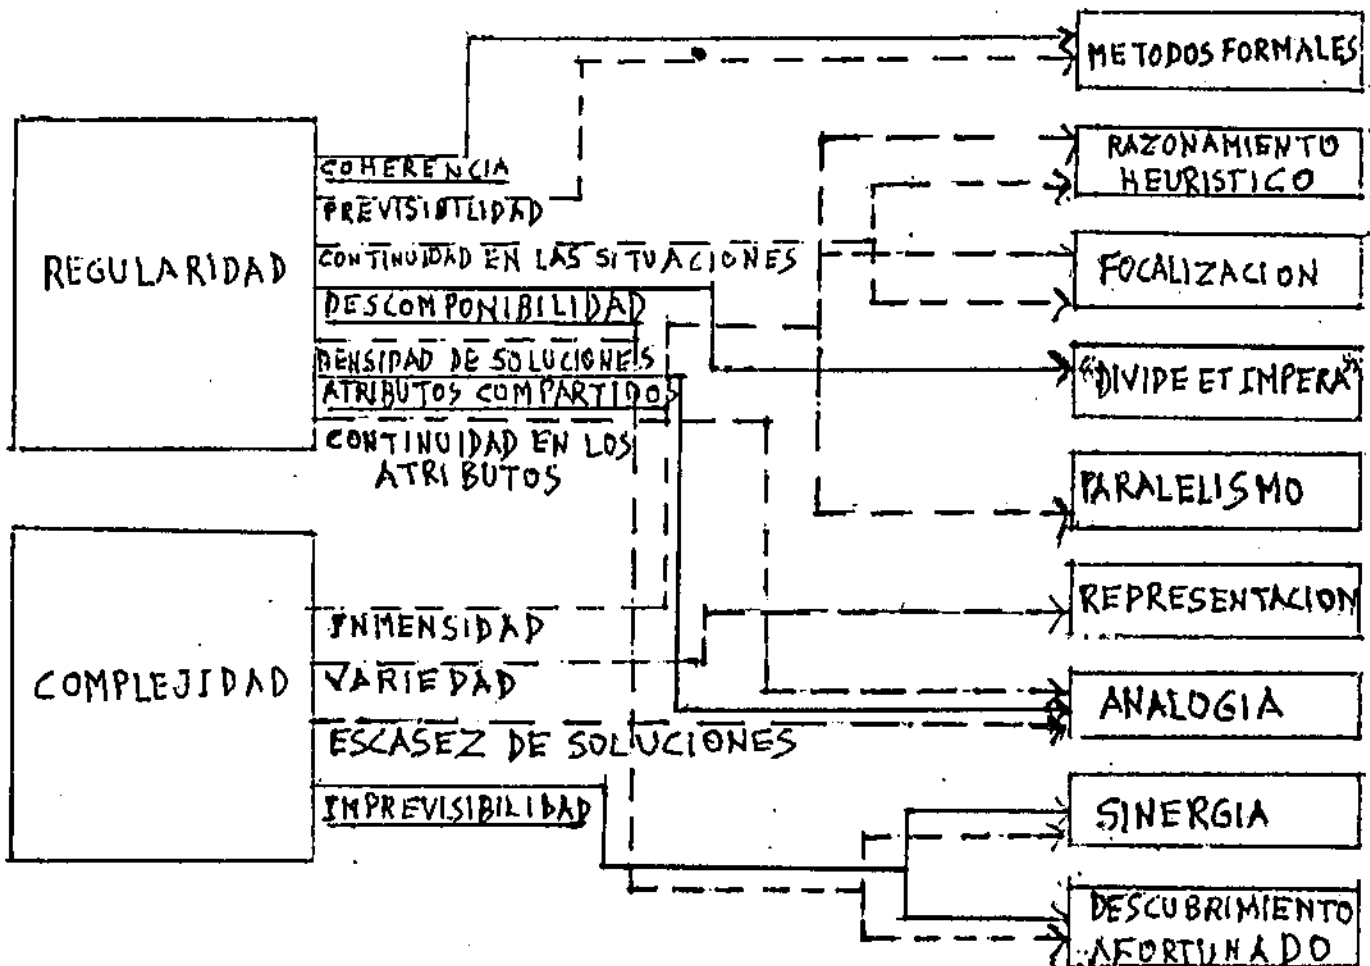 REGULARIDAD
COHERENCIA
PREVISIBILIDAD
CONTINUIDAD EN LAS SITUACIONES
DESCOMPONIBILIDAD
DENSIDAD DE SOLUCIONES
ATRIBUTOS COMPARTIDOS
CONTINUIDAD EN LOS
ATRIBUTOS
COMPLEJIDAD
INMENSIDAD
VARIEDAD
ESCASEZ DE SOLUCIONES
IMPREVISIBILIDAD
METODOS FORMALES
RAZONAMIENTO
HEURISTICO
FOCALIZACION
"DIVIDE ET IMPERA"
PARALELISMO
REPRESENTACION
ANALOGIA
SINERGIA
DESCUBRIMIENTO
AFORTUNADO